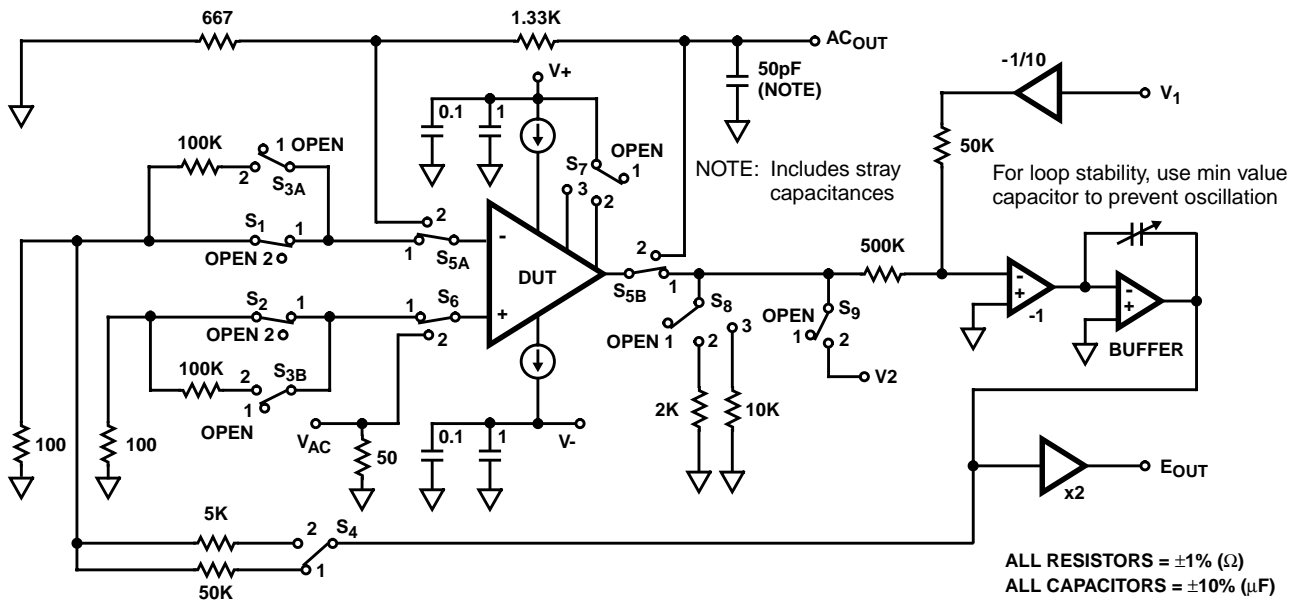 667
1.33K
AC OUT
50pF
(NOTE)
-1/10
V1
V+
0.1
1
50K
100K
1 OPEN
2
S3A
S7
OPEN
1
3
2
NOTE: Includes stray
capacitances
For loop stability, use min value
capacitor to prevent oscillation
S1
1
OPEN 2
2
1
S5A
-
DUT
+
2
S5B
1
500K
-
+
-1
-
+
BUFFER
S2
1
OPEN 2
1
S6
2
100K
2
S3B
1
OPEN
S8
OPEN 1
2
3
OPEN
1
S9
2
V2
2K
10K
100
100
VAC
50
0.1
1
V-
x2
EOUT
5K
2
S4
1
50K
ALL RESISTORS = ±1% (Ω)
ALL CAPACITORS = ±10% (µF)